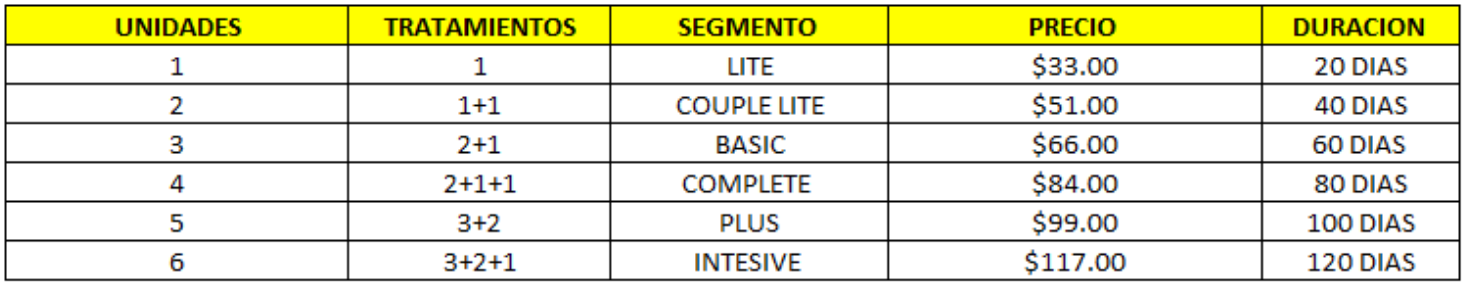 UNIDADES TRATAMIENTOS SEGMENTO PRECIO DURACION
1 1 LITE $33.00 20 DIAS
2 1+1 COUPLE LITE $51.00 40 DIAS
3 2+1 BASIC $66.00 60 DIAS
4 2+1+1 COMPLETE $84.00 80 DIAS
5 3+2 PLUS $99.00 100 DIAS
6 3+2+1 INTESIVE $117.00 120 DIAS